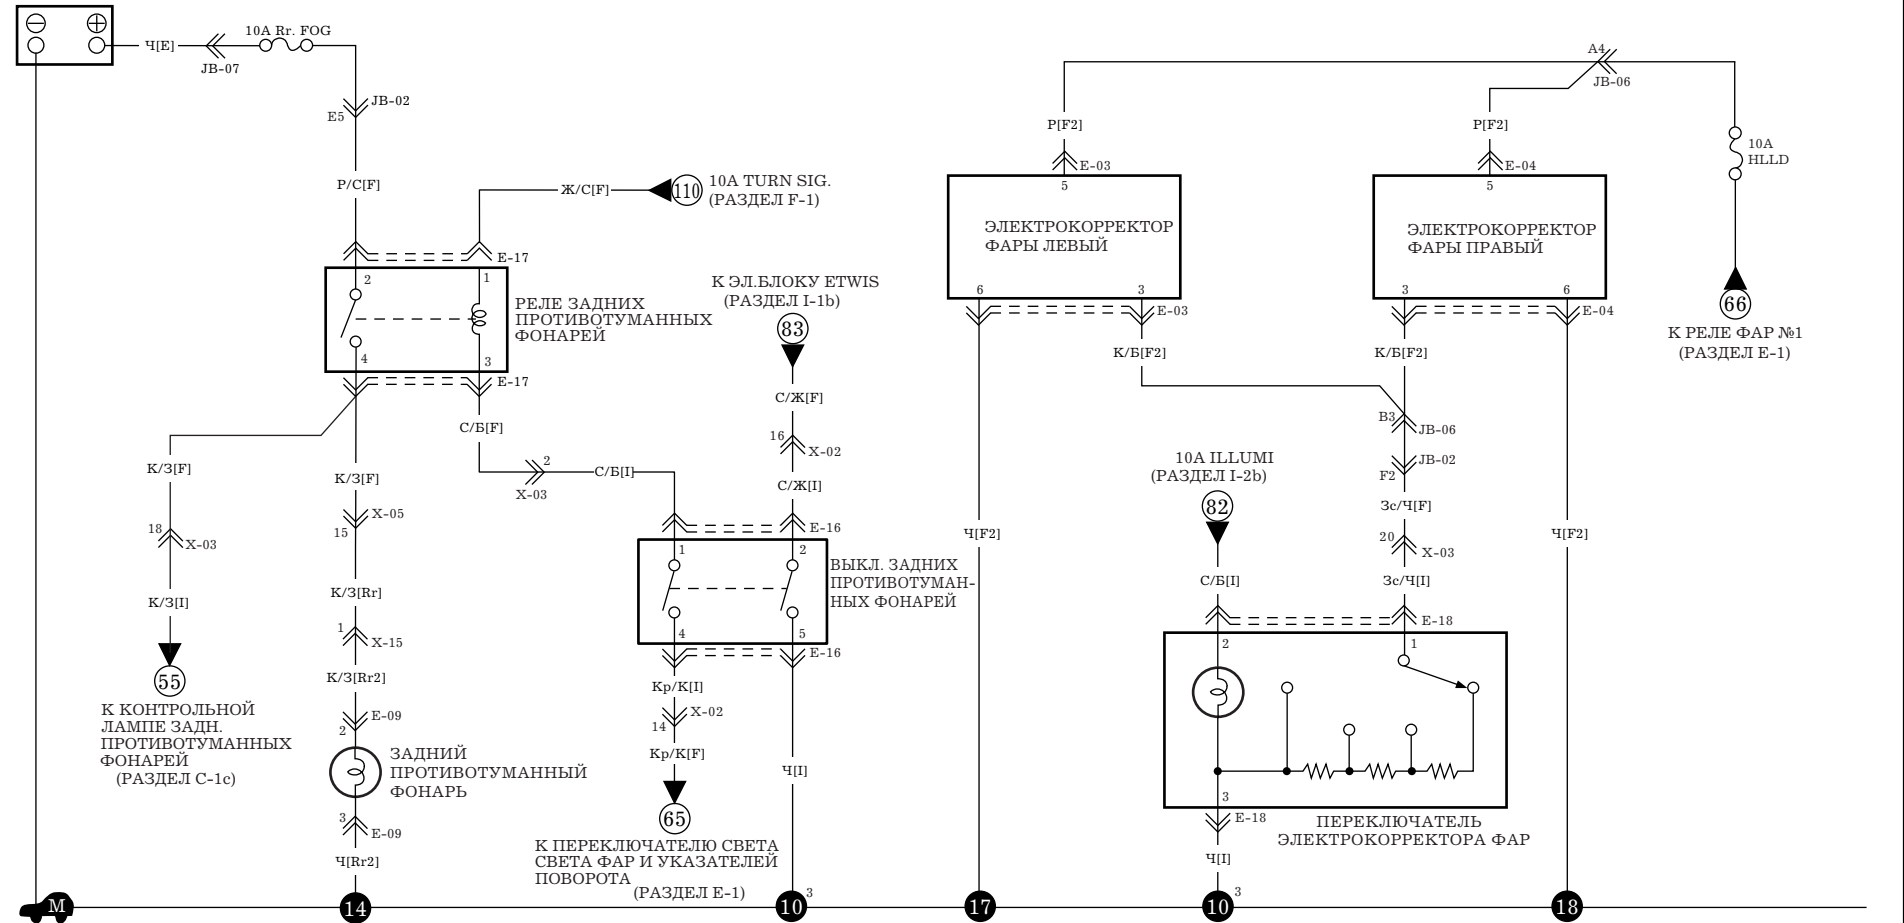 − +
Ч[E]
JB-07
10A Rr. FOG
JB-02
E5
Р/С[F]
Ж/С[F]
110
10A TURN SIG.
(РАЗДЕЛ F-1)
E-17
2
1
4
3
РЕЛЕ ЗАДНИХ
ПРОТИВОТУМАННЫХ
ФОНАРЕЙ
E-17
К/З[F]
18
X-03
К/З[I]
55
К КОНТРОЛЬНОЙ
ЛАМПЕ ЗАДН.
ПРОТИВОТУМАННЫХ
ФОНАРЕЙ
(РАЗДЕЛ C-1c)
К/З[F]
X-05
15
К/З[Rr]
1
X-15
К/З[Rr2]
E-09
2
ЗАДНИЙ
ПРОТИВОТУМАННЫЙ
ФОНАРЬ
3
E-09
Ч[Rr2]
С/Б[F]
2
X-03
С/Б[I]
К ЭЛ.БЛОКУ ETWIS
(РАЗДЕЛ I-1b)
83
С/Ж[F]
16
X-02
С/Ж[I]
E-16
1
2
4
5
ВЫКЛ. ЗАДНИХ
ПРОТИВОТУМАН-
НЫХ ФОНАРЕЙ
E-16
Кр/К[I]
X-02
14
Кр/К[F]
65
К ПЕРЕКЛЮЧАТЕЛЮ СВЕТА
СВЕТА ФАР И УКАЗАТЕЛЕЙ
ПОВОРОТА
(РАЗДЕЛ E-1)
Ч[I]
A4
JB-06
Р[F2]
E-03
5
ЭЛЕКТРОКОРРЕКТОР
ФАРЫ ЛЕВЫЙ
6
3
E-03
К/Б[F2]
Ч[F2]
Р[F2]
E-04
5
ЭЛЕКТРОКОРРЕКТОР
ФАРЫ ПРАВЫЙ
3
6
E-04
К/Б[F2]
Ч[F2]
10A
HLLD
66
К РЕЛЕ ФАР №1
(РАЗДЕЛ E-1)
B3
JB-06
JB-02
F2
Зс/Ч[F]
20
X-03
Зс/Ч[I]
10A ILLUMI
(РАЗДЕЛ I-2b)
82
С/Б[I]
E-18
2
1
3
E-18
ПЕРЕКЛЮЧАТЕЛЬ
ЭЛЕКТРОКОРРЕКТОРА ФАР
Ч[I]
M
14
10
3
17
10
3
18